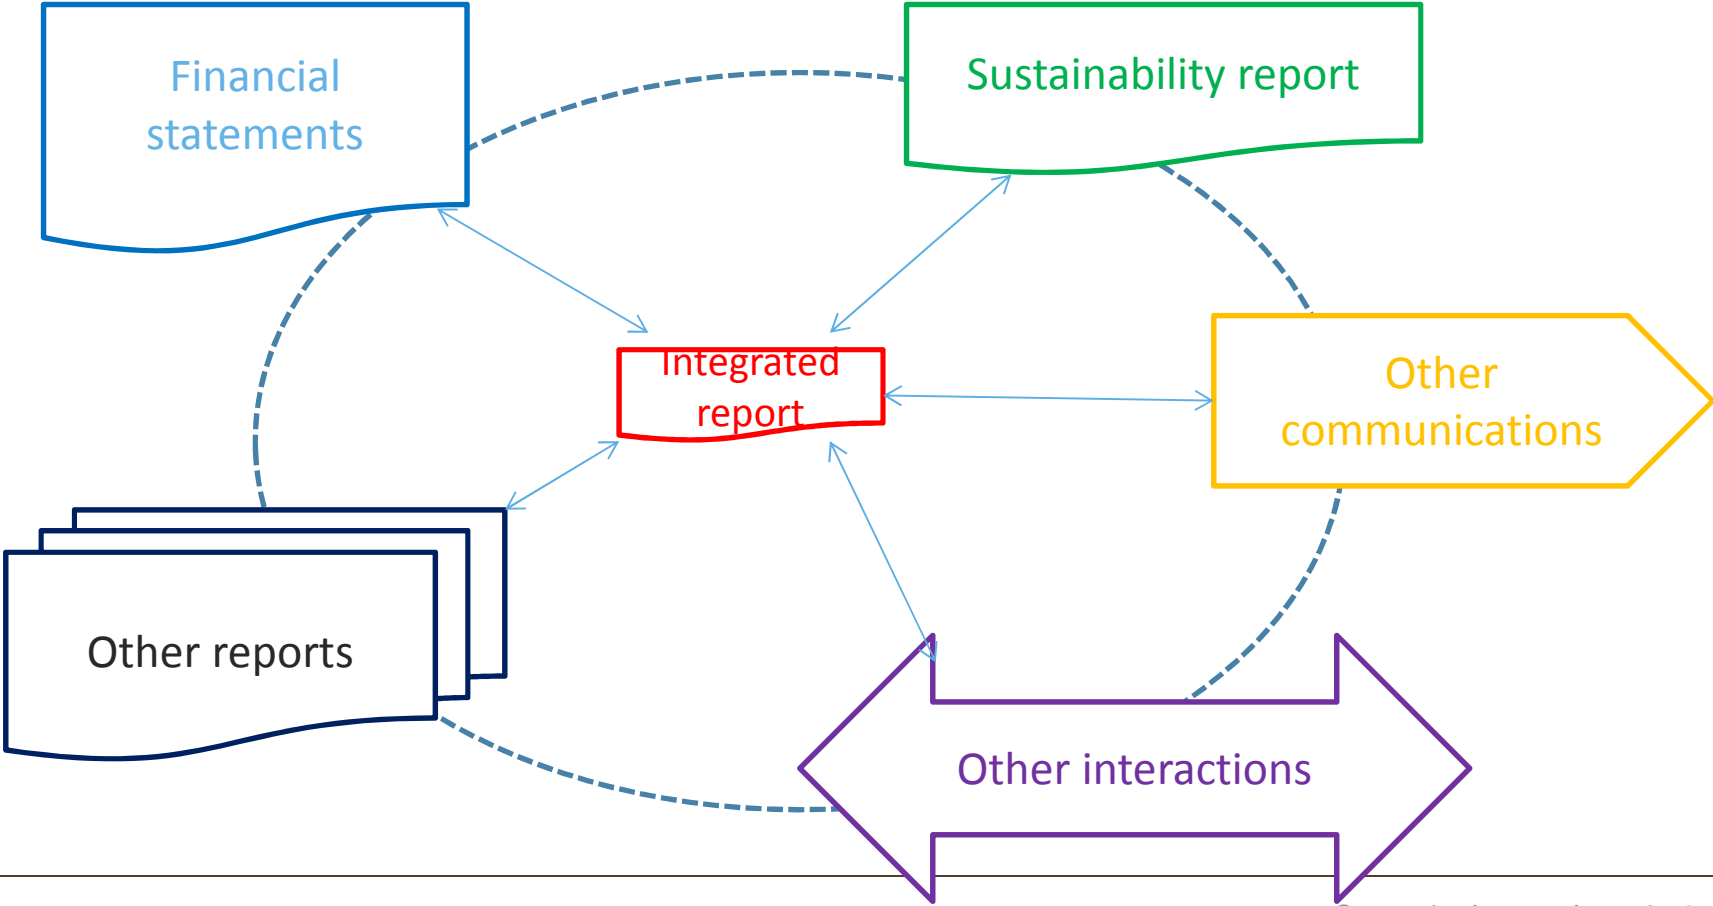 Financial
statements
Sustainability report
Integrated
report
Other
communications
Other reports
Other interactions